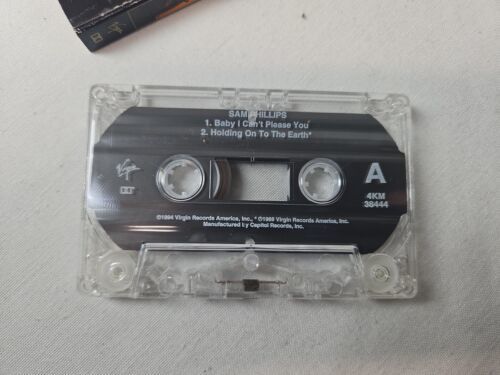 SAM PHILLIPS
1. Baby I Can't Please You
2. Holding On To The Earth*
Virgin
A
4KM
38444
©1994 Virgin Records America, Inc., * ©1988 Virgin Records America, Inc.
Manufactured by Capitol Records, Inc.